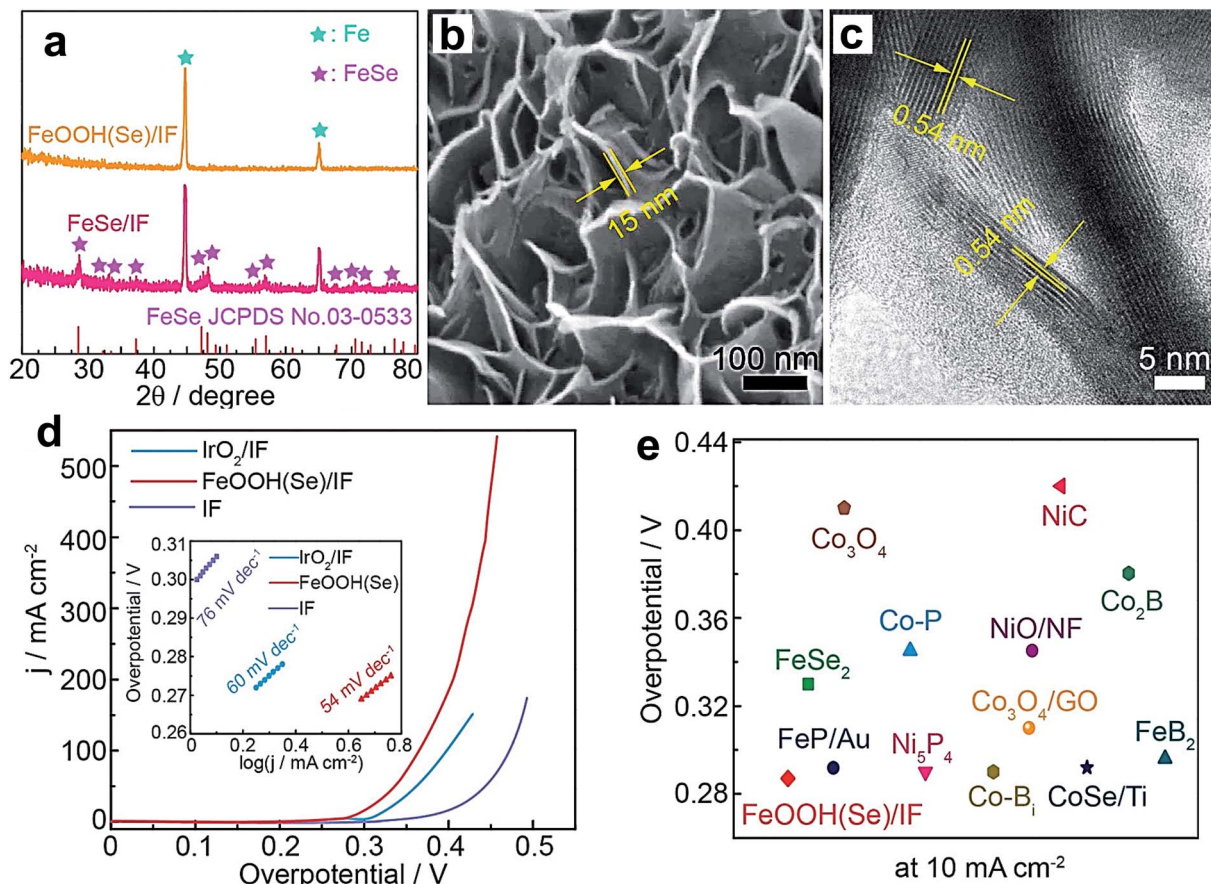 a
★: Fe
★: FeSe
FeOOH(Se)/IF
FeSe/IF
FeSe JCPDS No.03-0533
20 30 40 50 60 70 80
2θ / degree
b
15 nm
100 nm
c
0.54 nm
0.54 nm
5 nm
d
IrO₂/IF
FeOOH(Se)/IF
IF
j / mA cm⁻²
500
400
300
200
100
0
0 0.1 0.2 0.3 0.4 0.5
Overpotential / V
IrO₂/IF
FeOOH(Se)
IF
Overpotential / V
0.31
0.30
0.29
0.28
0.27
0.26
76 mV dec⁻¹
60 mV dec⁻¹
54 mV dec⁻¹
0.0 0.2 0.4 0.6 0.8
log(j / mA cm⁻²)
e
Overpotential / V
0.44
0.40
0.36
0.32
0.28
NiC
Co₃O₄
Co₂B
Co-P
NiO/NF
FeSe₂
Co₃O₄/GO
FeP/Au
Ni₅P₄
FeB₂
FeOOH(Se)/IF
Co-Bᵢ
CoSe/Ti
at 10 mA cm⁻²